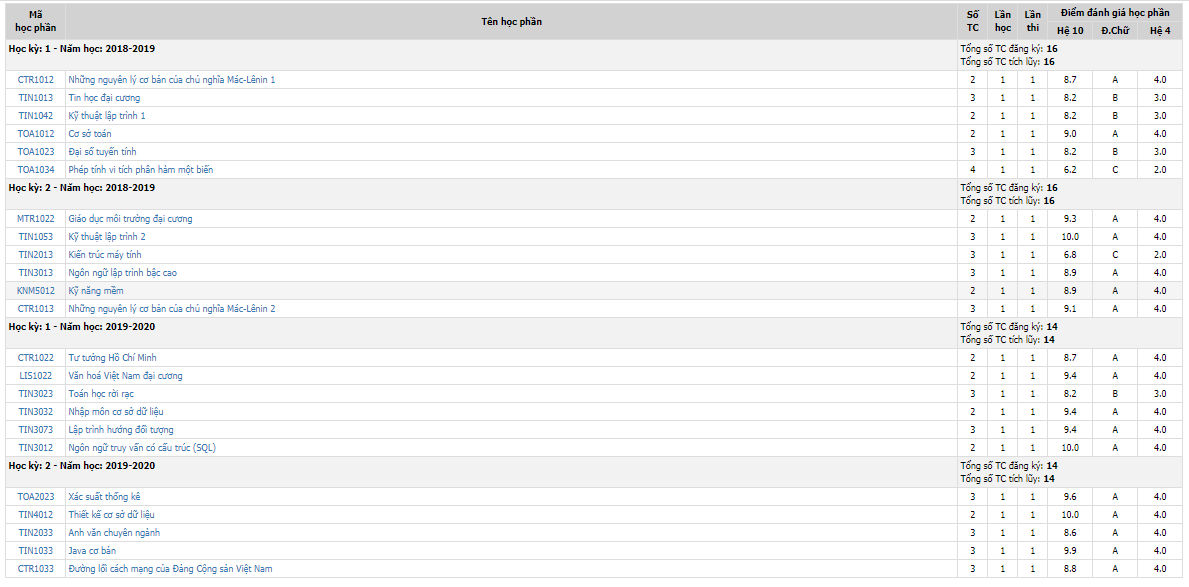 Mã học phần Tên học phần Số TC Lần học Lần thi Điểm đánh giá học phần
Hệ 10 Đ.Chữ Hệ 4
Học kỳ: 1 - Năm học: 2018-2019 Tổng số TC đăng ký: 16
Tổng số TC tích lũy: 16
CTR1012 Những nguyên lý cơ bản của chủ nghĩa Mác-Lênin 1 2 1 1 8.7 A 4.0
TIN1013 Tin học đại cương 3 1 1 8.2 B 3.0
TIN1042 Kỹ thuật lập trình 1 2 1 1 8.2 B 3.0
TOA1012 Cơ sở toán 2 1 1 9.0 A 4.0
TOA1023 Đại số tuyến tính 3 1 1 8.2 B 3.0
TOA1034 Phép tính vi tích phân hàm một biến 4 1 1 6.2 C 2.0
Học kỳ: 2 - Năm học: 2018-2019 Tổng số TC đăng ký: 16
Tổng số TC tích lũy: 16
MTR1022 Giáo dục môi trường đại cương 2 1 1 9.3 A 4.0
TIN1053 Kỹ thuật lập trình 2 3 1 1 10.0 A 4.0
TIN2013 Kiến trúc máy tính 3 1 1 6.8 C 2.0
TIN3013 Ngôn ngữ lập trình bậc cao 3 1 1 8.9 A 4.0
KNM5012 Kỹ năng mềm 2 1 1 8.9 A 4.0
CTR1013 Những nguyên lý cơ bản của chủ nghĩa Mác-Lênin 2 3 1 1 9.1 A 4.0
Học kỳ: 1 - Năm học: 2019-2020 Tổng số TC đăng ký: 14
Tổng số TC tích lũy: 14
CTR1022 Tư tưởng Hồ Chí Minh 2 1 1 8.7 A 4.0
LIS1022 Văn hoá Việt Nam đại cương 2 1 1 9.4 A 4.0
TIN3023 Toán học rời rạc 3 1 1 8.2 B 3.0
TIN3032 Nhập môn cơ sở dữ liệu 2 1 1 9.4 A 4.0
TIN3073 Lập trình hướng đối tượng 3 1 1 9.4 A 4.0
TIN3012 Ngôn ngữ truy vấn có cấu trúc (SQL) 2 1 1 10.0 A 4.0
Học kỳ: 2 - Năm học: 2019-2020 Tổng số TC đăng ký: 14
Tổng số TC tích lũy: 14
TOA2023 Xác suất thống kê 3 1 1 9.6 A 4.0
TIN4012 Thiết kế cơ sở dữ liệu 2 1 1 10.0 A 4.0
TIN2033 Anh văn chuyên ngành 3 1 1 8.6 A 4.0
TIN1033 Java cơ bản 3 1 1 9.9 A 4.0
CTR1033 Đường lối cách mạng của Đảng Cộng sản Việt Nam 3 1 1 8.8 A 4.0